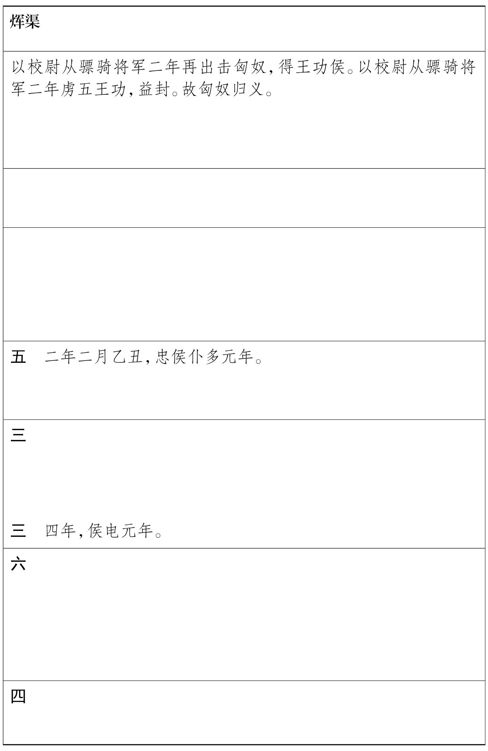 辉渠
以校尉从骠骑将军二年再出击匈奴，得王功侯。以校尉从骠骑将
军二年虏五王功，益封。故匈奴归义。
五 二年二月乙丑，忠侯仆多元年。
三
三 四年，侯电元年。
六
四